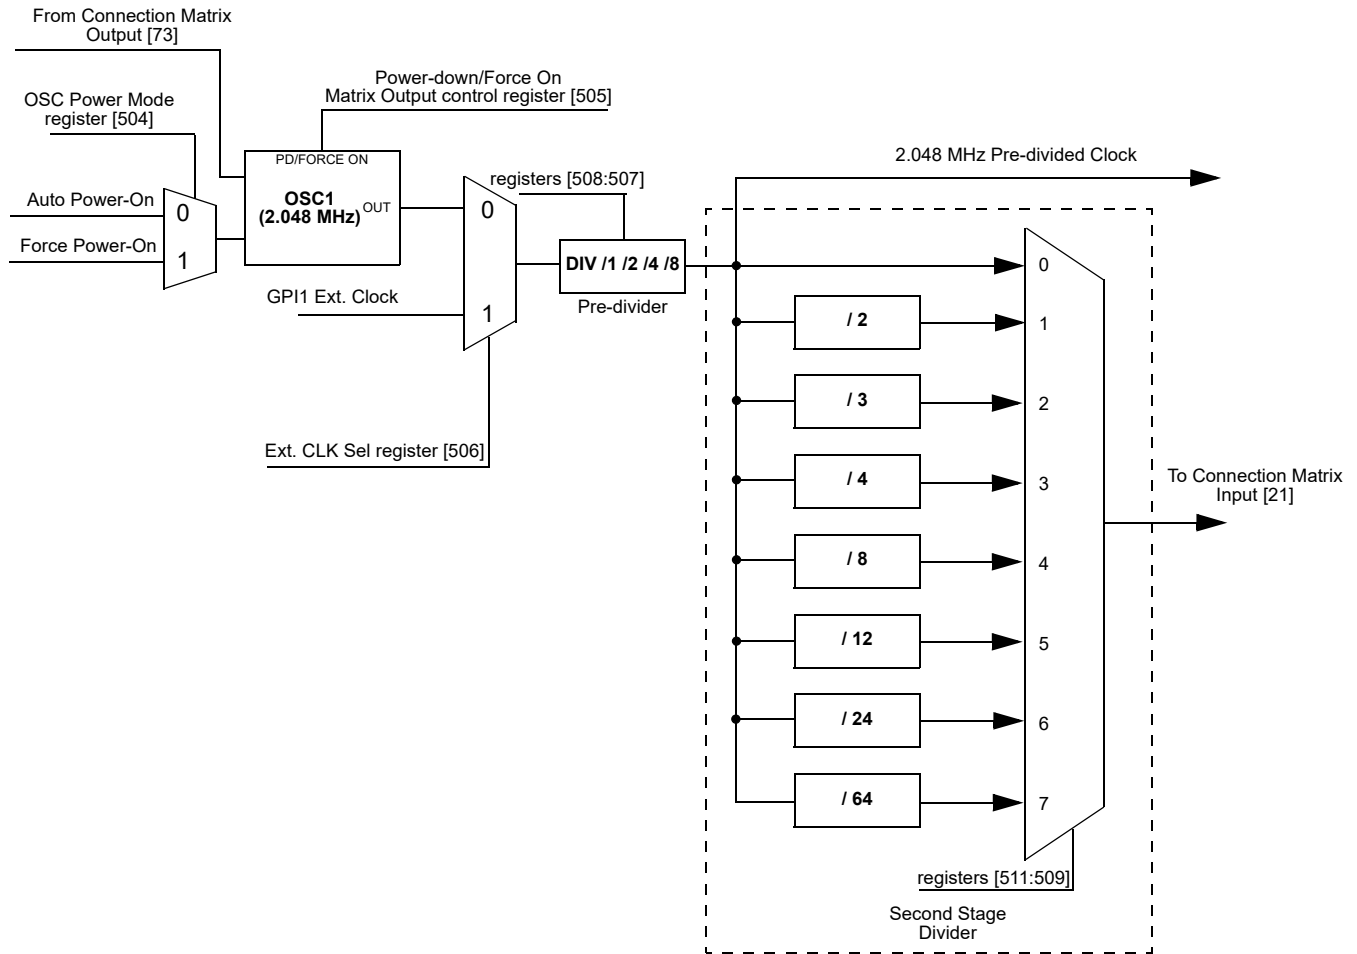 From Connection Matrix
Output [73]
Power-down/Force On
Matrix Output control register [505]
OSC Power Mode
register [504]
PD/FORCE ON
OSC1
(2.048 MHz)
OUT
Auto Power-On
0
Force Power-On
1
GPI1 Ext. Clock
0
1
registers [508:507]
DIV /1 /2 /4 /8
Pre-divider
Ext. CLK Sel register [506]
2.048 MHz Pre-divided Clock
0
/ 2
1
/ 3
2
/ 4
3
/ 8
4
/ 12
5
/ 24
6
/ 64
7
To Connection Matrix
Input [21]
registers [511:509]
Second Stage
Divider